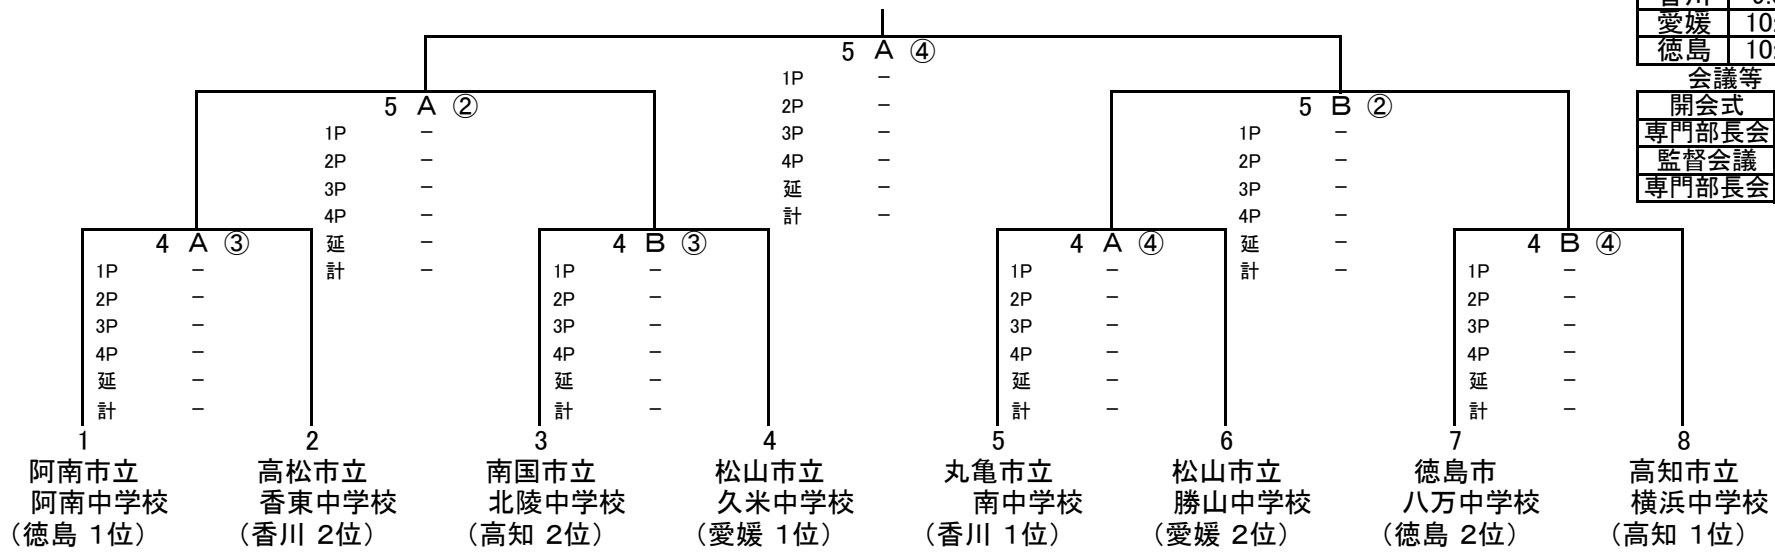 5 A ④
1P －
2P －
3P －
4P －
延 －
計 －
5 A ②
1P －
2P －
3P －
4P －
延 －
計 －
5 B ②
1P －
2P －
3P －
4P －
延 －
計 －
4 A ③
1P －
2P －
3P －
4P －
延 －
計 －
4 B ③
1P －
2P －
3P －
4P －
延 －
計 －
4 A ④
1P －
2P －
3P －
4P －
延 －
計 －
4 B ④
1P －
2P －
3P －
4P －
延 －
計 －
1
阿南市立
阿南中学校
（徳島 1位）
2
高松市立
香東中学校
（香川 2位）
3
南国市立
北陵中学校
（高知 2位）
4
松山市立
久米中学校
（愛媛 1位）
5
丸亀市立
南中学校
（香川 1位）
6
松山市立
勝山中学校
（愛媛 2位）
7
徳島市
八万中学校
（徳島 2位）
8
高知市立
横浜中学校
（高知 1位）
愛媛 10:
徳島 10:
会議等
開会式
専門部長会
監督会議
専門部長会